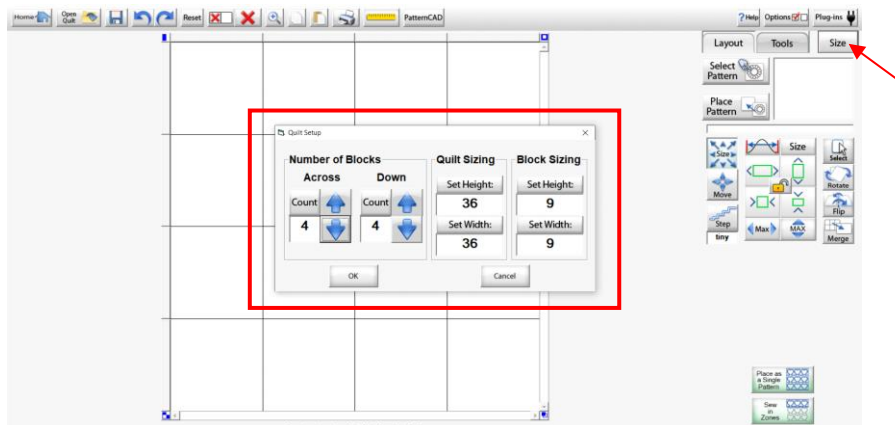 Home Open Quilt Reset PatternCAD ?Help Options Plug-ins
Layout Tools Size
Select Pattern
Place Pattern
Quilt Setup
Number of Blocks Quilt Sizing Block Sizing
Across Down
Count Count
4 4
Set Height: Set Height:
36 9
Set Width: Set Width:
36 9
OK Cancel
Size Size Select
Move Rotate
Flip
Step Max MAX Merge
tiny
Place as
a Single
Pattern
Sew
in
Zones